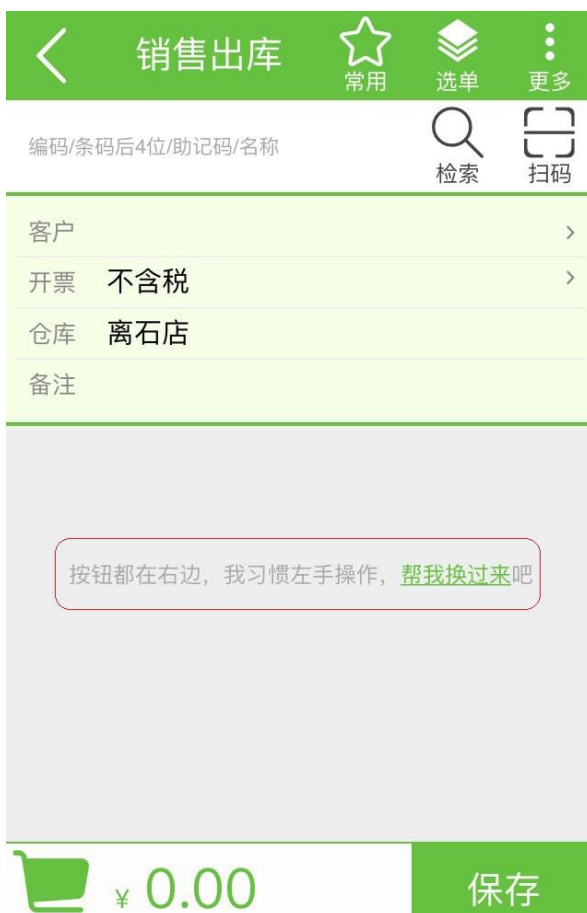 销售出库
常用 选单 更多
编码/条码后4位/助记码/名称
检索 扫码
客户
开票 不含税
仓库 离石店
备注
按钮都在右边，我习惯左手操作，帮我换过来吧
¥ 0.00
保存